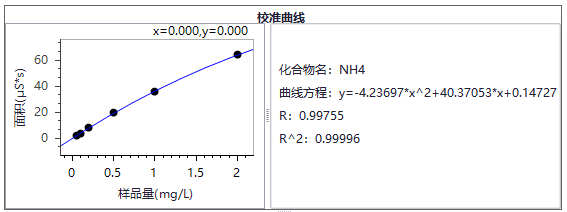 校准曲线
x=0.000,y=0.000
面积(µS*s)
60
40
20
0
0
0.5
1
1.5
2
样品量(mg/L)
化合物名：NH4
曲线方程：y=-4.23697*x^2+40.37053*x+0.14727
R：0.99755
R^2：0.99996